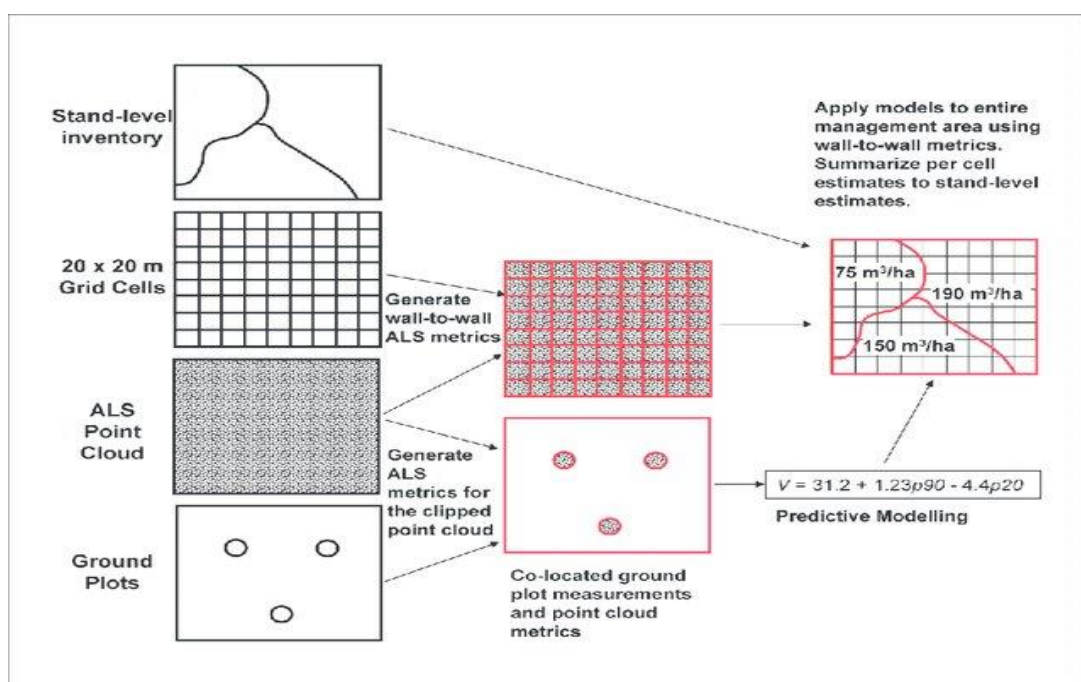 Stand-level
inventory
20 x 20 m
Grid Cells
ALS
Point
Cloud
Ground
Plots
Generate
wall-to-wall
ALS metrics
Generate
ALS
metrics for
the clipped
point cloud
Co-located ground
plot measurements
and point cloud
metrics
Apply models to entire
management area using
wall-to-wall metrics.
Summarize per cell
estimates to stand-level
estimates.
75 m³/ha
190 m³/ha
150 m³/ha
V = 31.2 + 1.23p90 - 4.4p20
Predictive Modelling